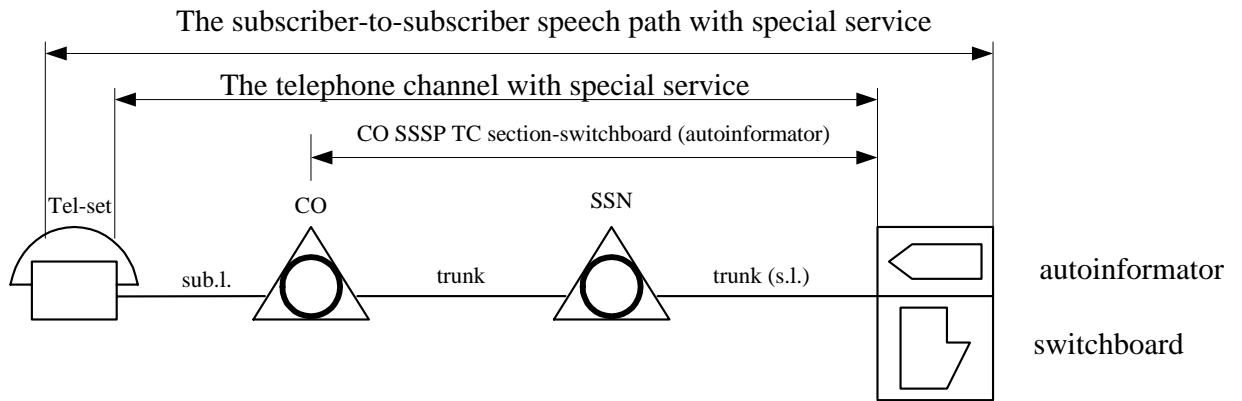 The subscriber-to-subscriber speech path with special service
The telephone channel with special service
CO SSSP TC section-switchboard (autoinformator)
Tel-set
CO
SSN
sub.l.
trunk
trunk (s.l.)
autoinformator
switchboard